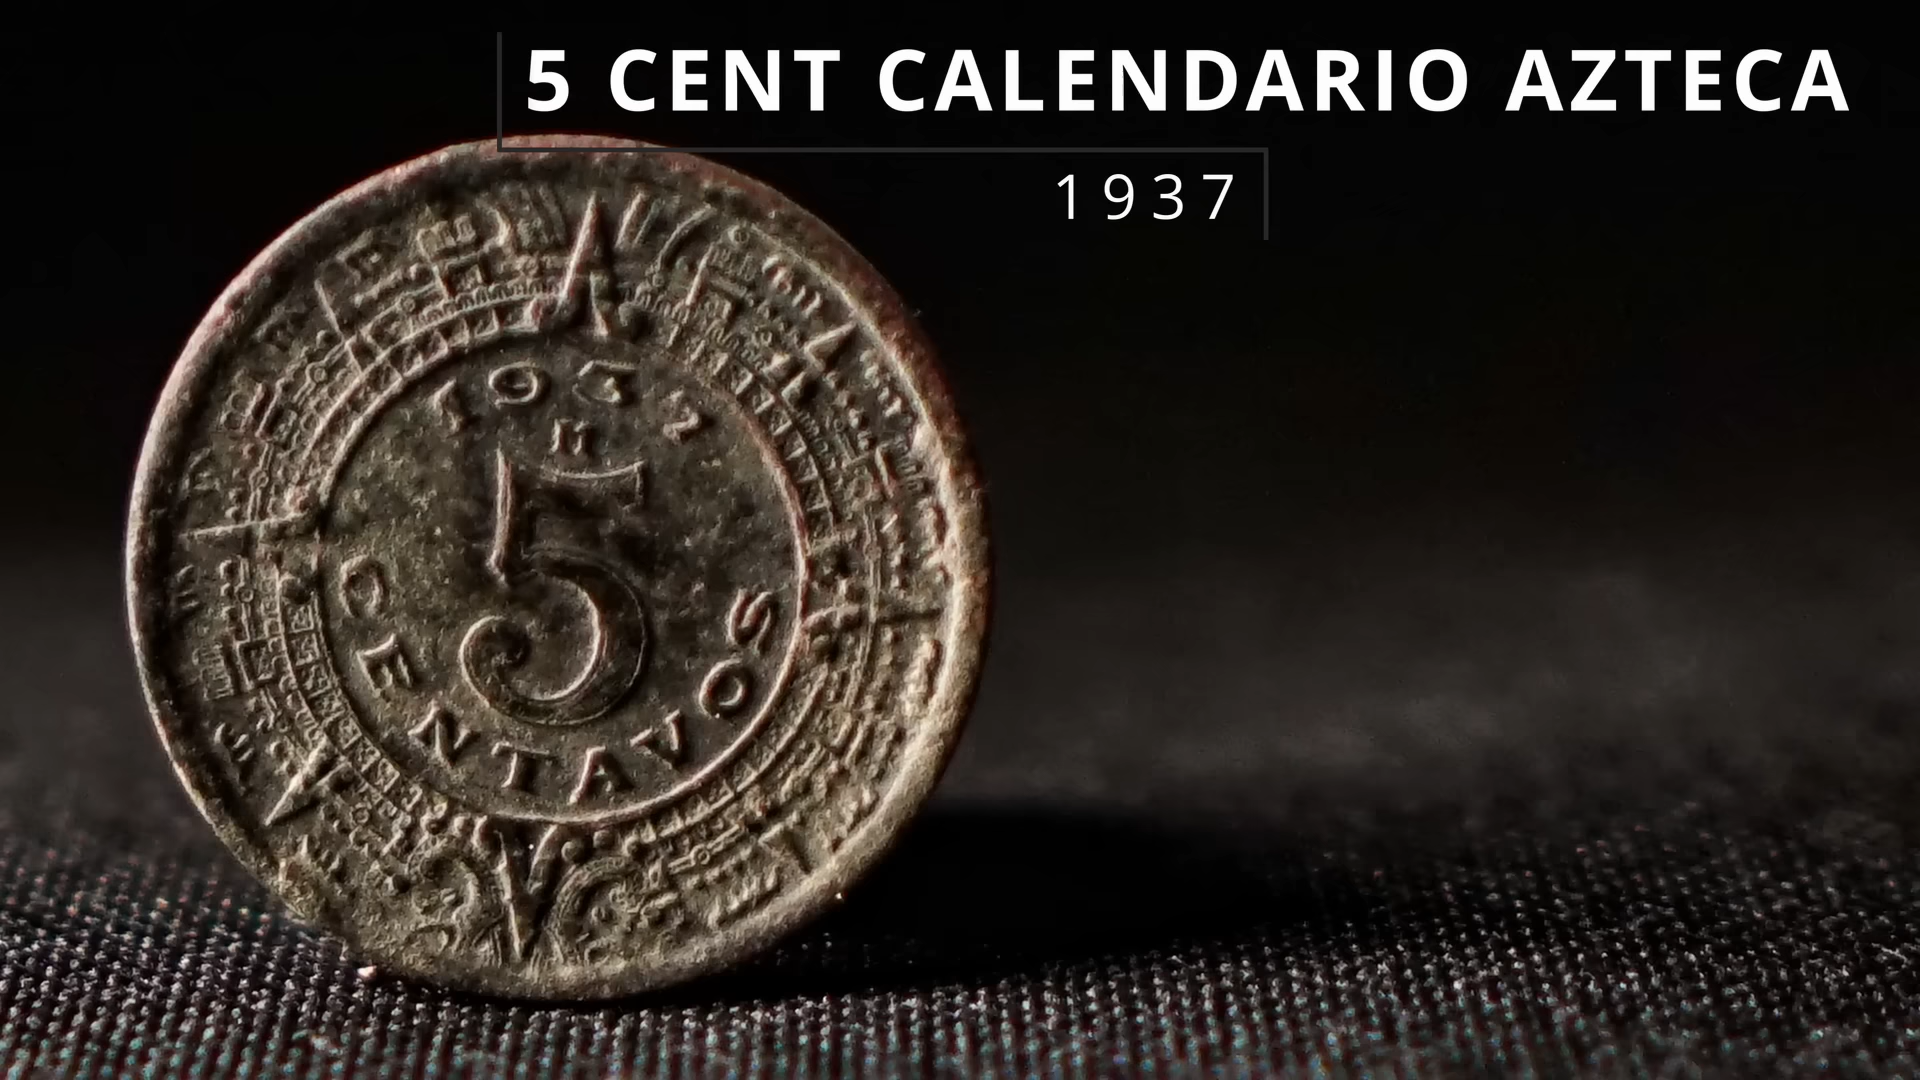 5 CENT CALENDARIO AZTECA
1937
1937
M
5
CENTAVOS